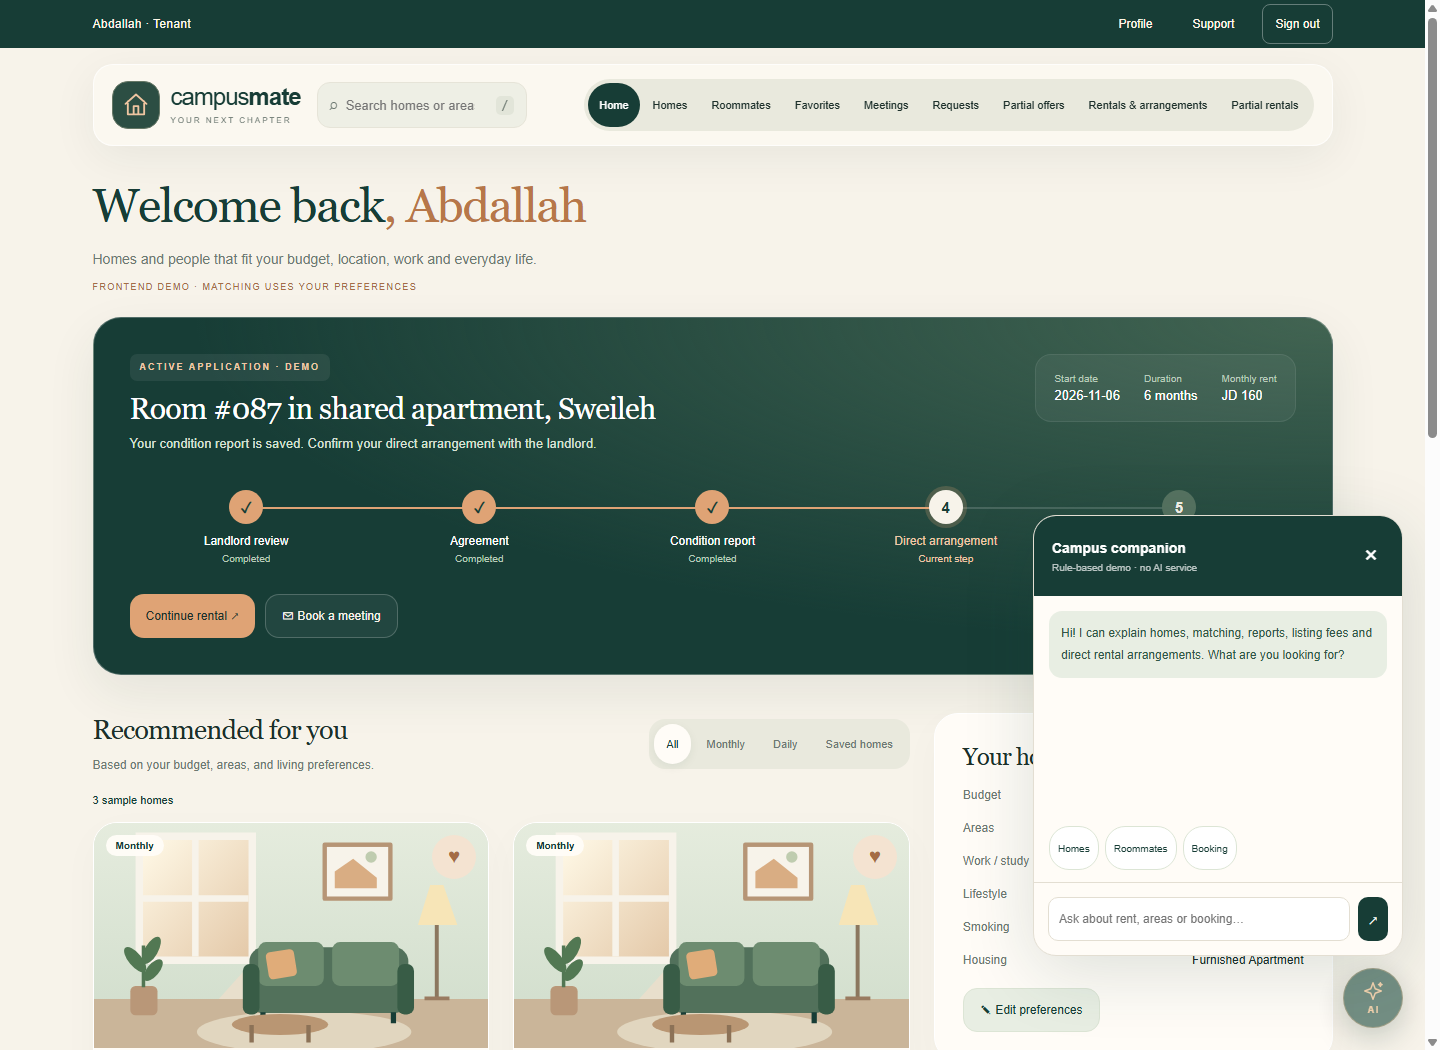 Abdallah · Tenant
Profile
Support
Sign out
campusmate
YOUR NEXT CHAPTER
Search homes or area
/
Home
Homes
Roommates
Favorites
Meetings
Requests
Partial offers
Rentals & arrangements
Partial rentals
Welcome back, Abdallah
Homes and people that fit your budget, location, work and everyday life.
FRONTEND DEMO · MATCHING USES YOUR PREFERENCES
ACTIVE APPLICATION · DEMO
Room #087 in shared apartment, Sweileh
Your condition report is saved. Confirm your direct arrangement with the landlord.
Start date
2026-11-06
Duration
6 months
Monthly rent
JD 160
✓
Landlord review
Completed
✓
Agreement
Completed
✓
Condition report
Completed
4
Direct arrangement
Current step
5
Continue rental ↗
Book a meeting
Recommended for you
Based on your budget, areas, and living preferences.
All
Monthly
Daily
Saved homes
3 sample homes
Monthly
Monthly
Your ho
Budget
Areas
Work / study
Lifestyle
Smoking
Housing
Furnished Apartment
Edit preferences
Campus companion
Rule-based demo · no AI service
Hi! I can explain homes, matching, reports, listing fees and
direct rental arrangements. What are you looking for?
Homes
Roommates
Booking
Ask about rent, areas or booking…
AI